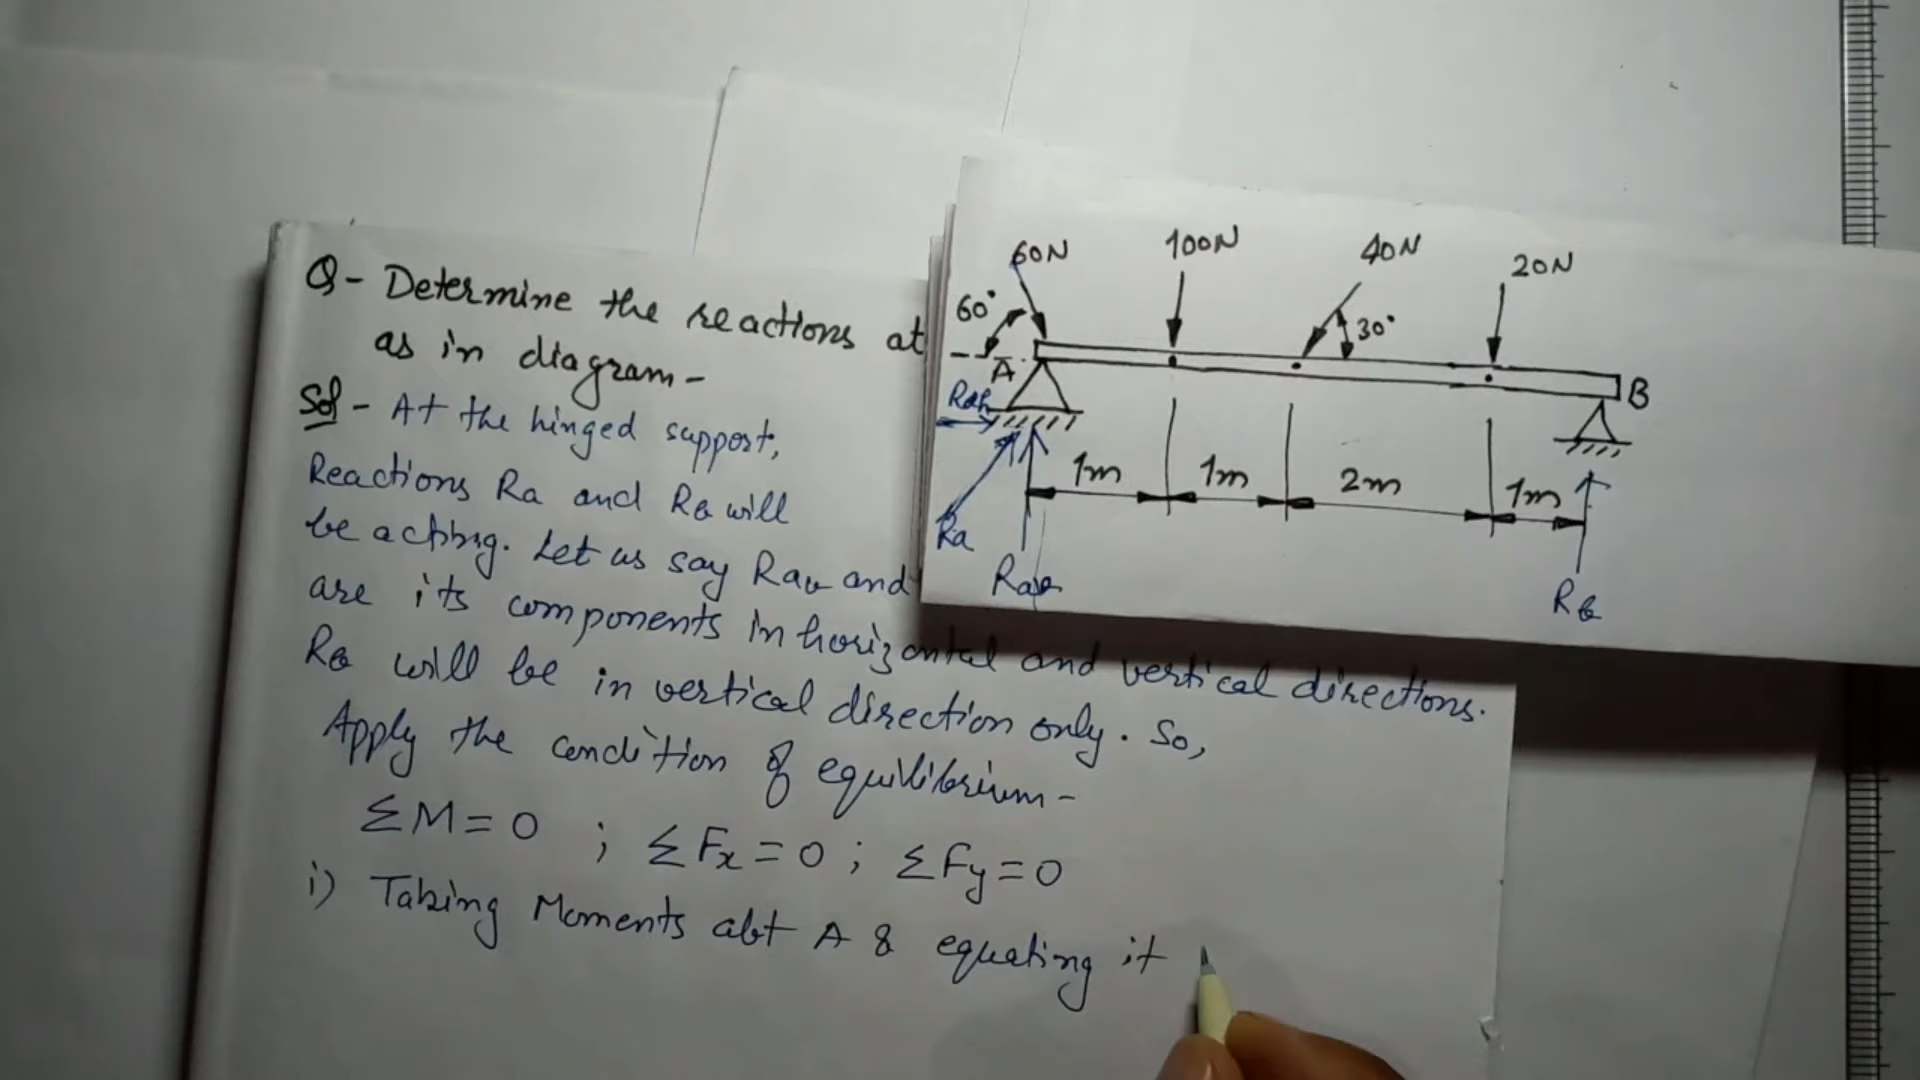 Q- Determine the reactions at
as in diagram-
Sol- At the hinged support,
Reactions Ra and RB will
be acting. Let us say Rav and
are its components in horizontal and vertical directions.
RB will be in vertical direction only. So,
Apply the condition of equilibrium-
ΣM=0 ; ΣFx=0 ; ΣFy=0
i) Taking Moments abt A & equating it
60N 100N 40N 20N
60° 30°
A B
Rah
1m 1m 2m 1m
Ra
Rav RB